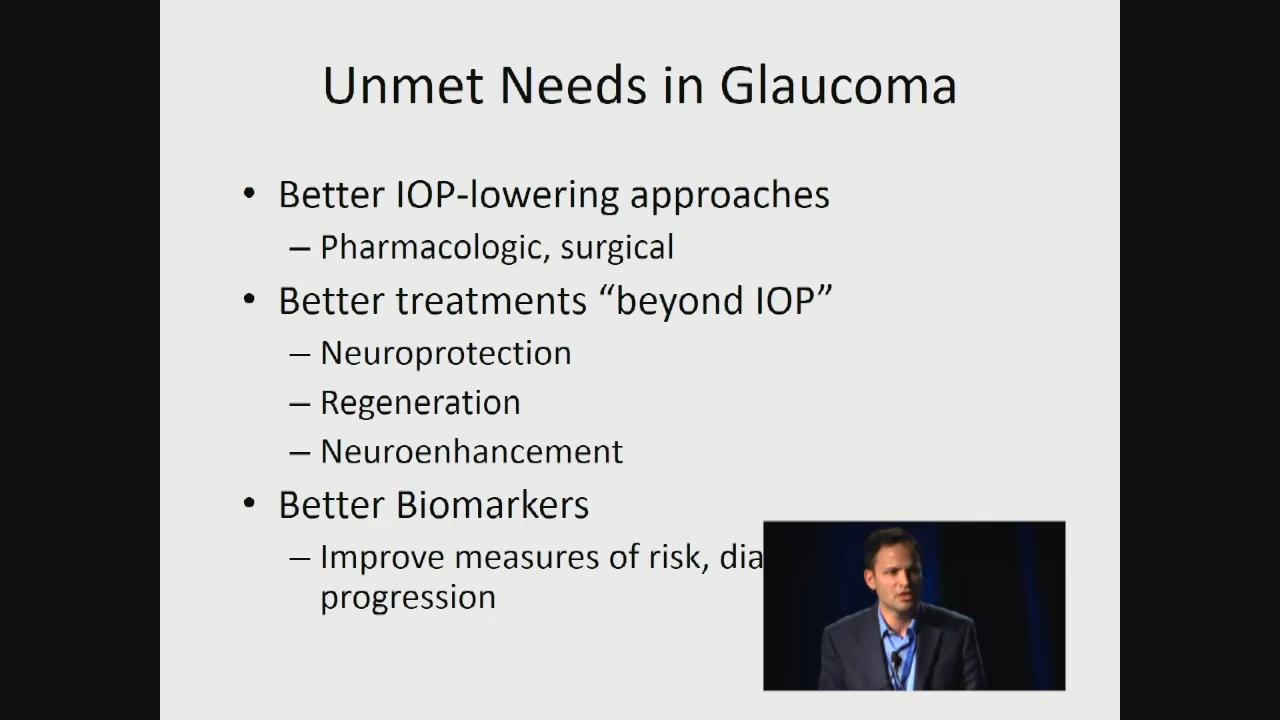 Unmet Needs in Glaucoma
• Better IOP-lowering approaches
– Pharmacologic, surgical
• Better treatments “beyond IOP”
– Neuroprotection
– Regeneration
– Neuroenhancement
• Better Biomarkers
– Improve measures of risk,
progression